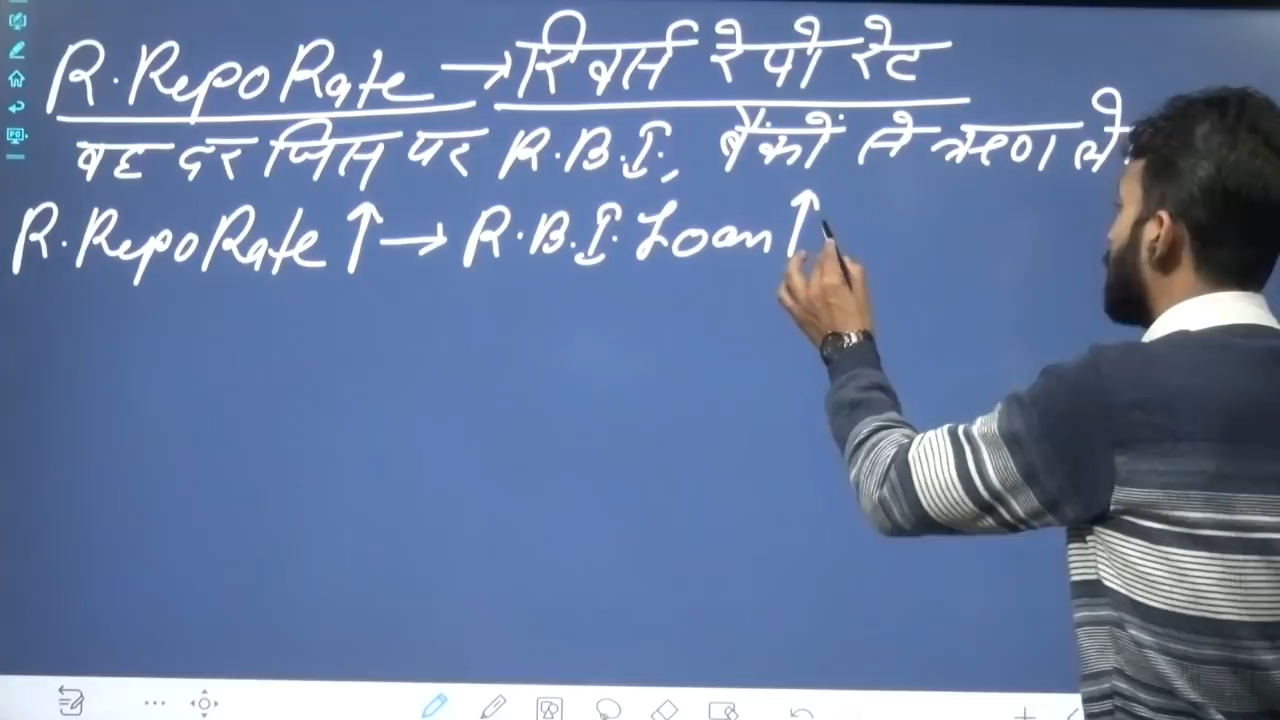 R. Repo Rate → रिवर्स रेपो रेट
वह दर जिस पर R.B.I., बैंकों से ऋण ले.
R. Repo Rate ↑ → R.B.I. Loan ↑